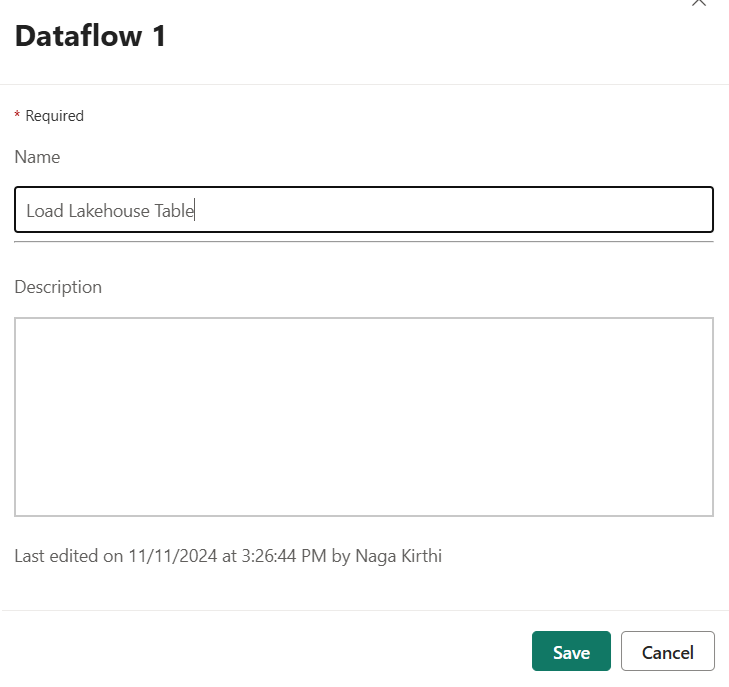 Dataflow 1
* Required
Name
Load Lakehouse Table
Description
Last edited on 11/11/2024 at 3:26:44 PM by Naga Kirthi
Save Cancel